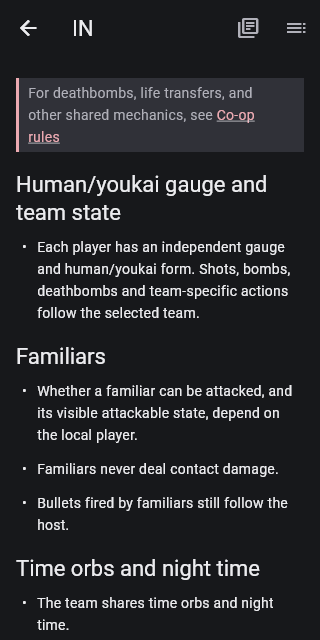 IN
For deathbombs, life transfers, and
other shared mechanics, see Co-op
rules
Human/youkai gauge and
team state
• Each player has an independent gauge
and human/youkai form. Shots, bombs,
deathbombs and team-specific actions
follow the selected team.
Familiars
• Whether a familiar can be attacked, and
its visible attackable state, depend on
the local player.
• Familiars never deal contact damage.
• Bullets fired by familiars still follow the
host.
Time orbs and night time
• The team shares time orbs and night
time.